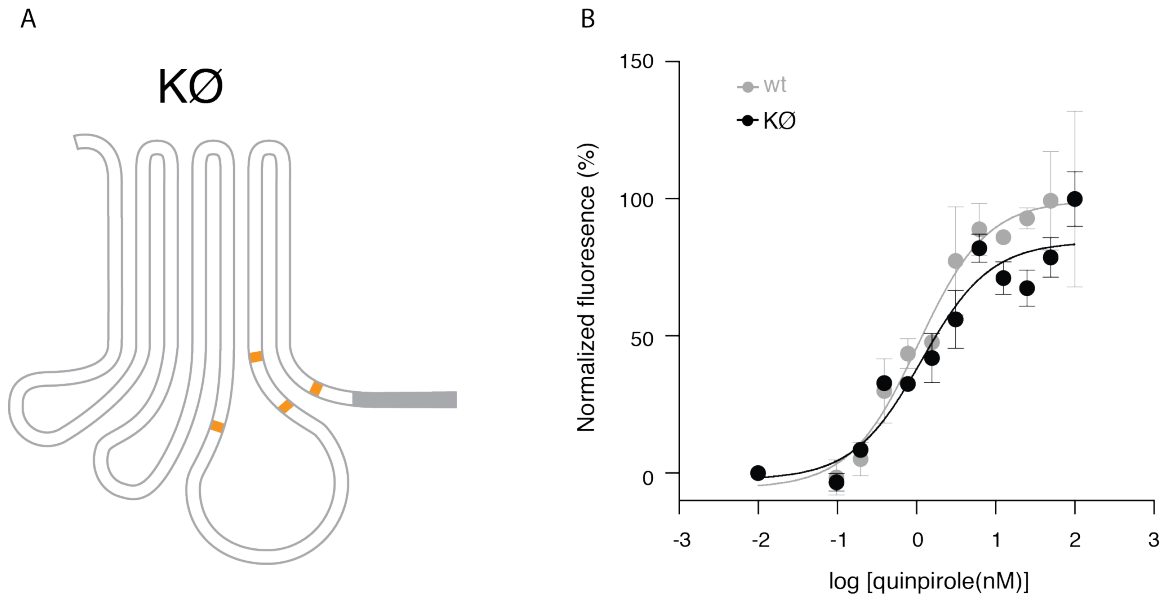 A
KØ
B
Normalized fluoresence (%)
150
100
50
0
wt
KØ
-3
-2
-1
0
1
2
3
log [quinpirole(nM)]